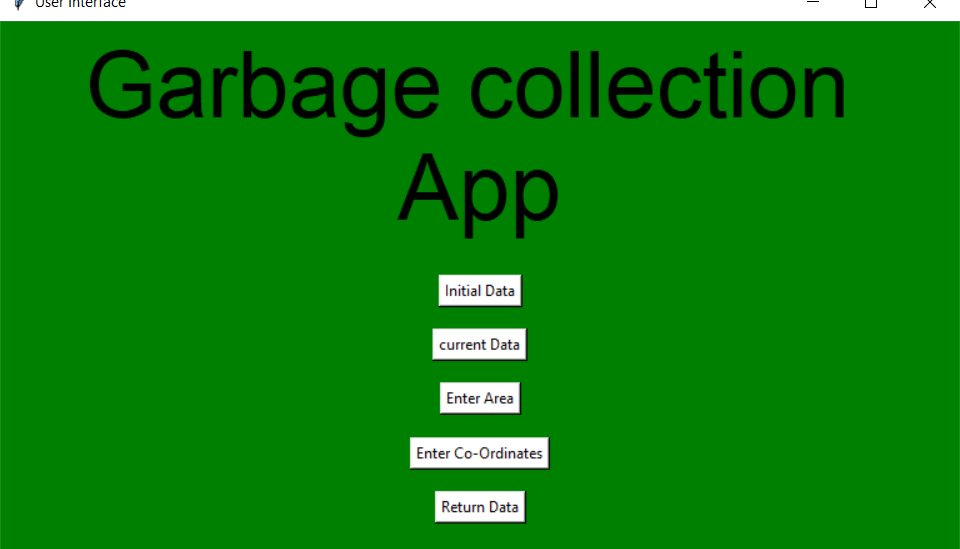 User Interface
Garbage collection
App
Initial Data
current Data
Enter Area
Enter Co-Ordinates
Return Data